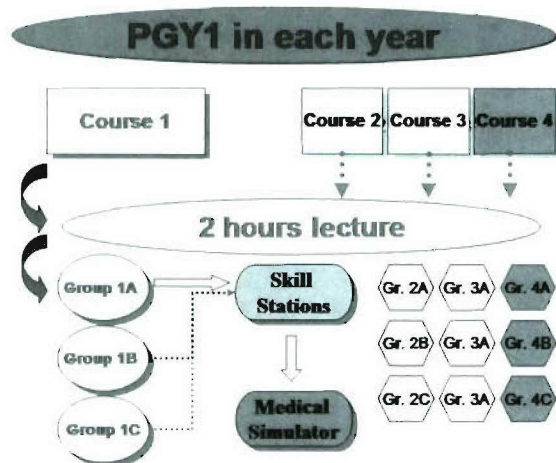 PGY1 in each year
Course 1
Course 2
Course 3
Course 4
2 hours lecture
Group 1A
Skill
Stations
Gr. 2A
Gr. 3A
Gr. 4A
Group 1B
Gr. 2B
Gr. 3A
Gr. 4B
Group 1C
Medical
Simulator
Gr. 2C
Gr. 3A
Gr. 4C